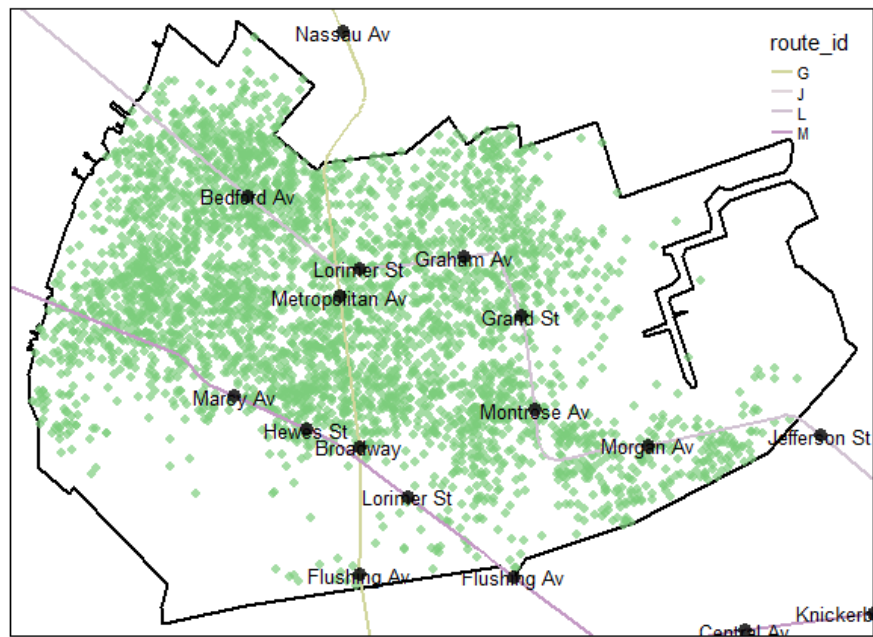 Nassau Av
route_id
G
J
L
M
Bedford Av
Lorimer St
Graham Av
Metropolitan Av
Grand St
Marcy Av
Hewes St
Broadway
Montrose Av
Morgan Av
Jefferson St
Lorimer St
Flushing Av
Flushing Av
Central Av
Knickerb